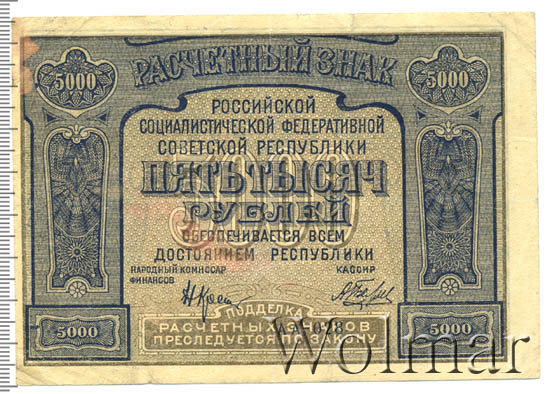 5000
РАСЧЕТНЫЙ ЗНАК
5000
РОССИЙСКОЙ
СОЦИАЛИСТИЧЕСКОЙ ФЕДЕРАТИВНОЙ
СОВЕТСКОЙ РЕСПУБЛИКИ
5000
ПЯТЬ ТЫСЯЧ
РУБЛЕЙ
ОБЕСПЕЧИВАЕТСЯ ВСЕМ
ДОСТОЯНИЕМ РЕСПУБЛИКИ
НАРОДНЫЙ КОМИССАР
ФИНАНСОВ
КАССИР
ПОДДЕЛКА
5000
РАСЧЕТНЫХ ЗНАКОВ
5000
ПРЕСЛЕДУЕТСЯ ПО ЗАКОНУ
Wolmar